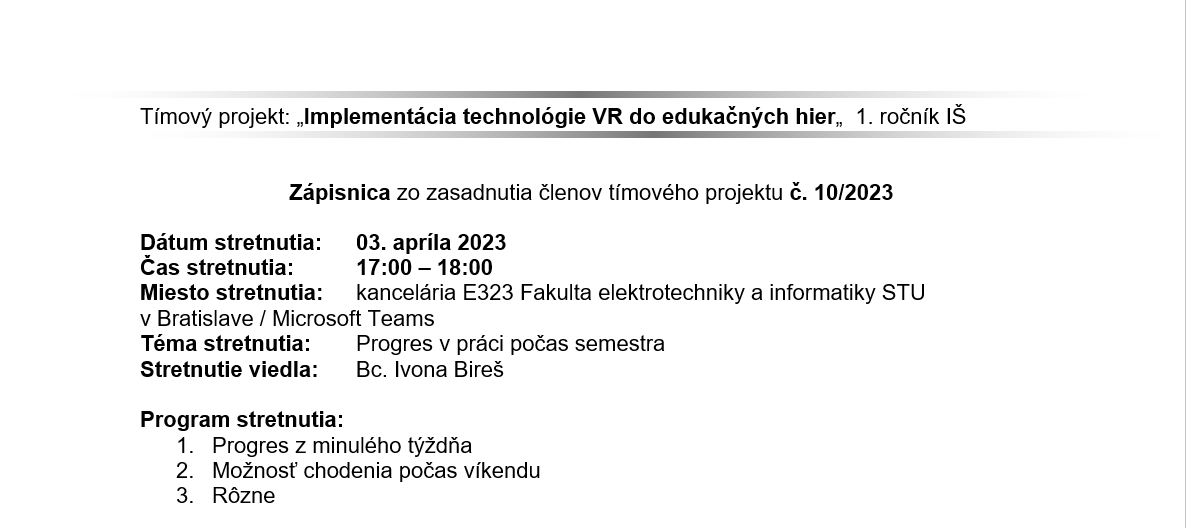 Tímový projekt: „Implementácia technológie VR do edukačných hier„ 1. ročník IŠ
Zápisnica zo zasadnutia členov tímového projektu č. 10/2023
Dátum stretnutia: 03. apríla 2023
Čas stretnutia: 17:00 – 18:00
Miesto stretnutia: kancelária E323 Fakulta elektrotechniky a informatiky STU
v Bratislave / Microsoft Teams
Téma stretnutia: Progres v práci počas semestra
Stretnutie viedla: Bc. Ivona Bireš
Program stretnutia:
1. Progres z minulého týždňa
2. Možnosť chodenia počas víkendu
3. Rôzne